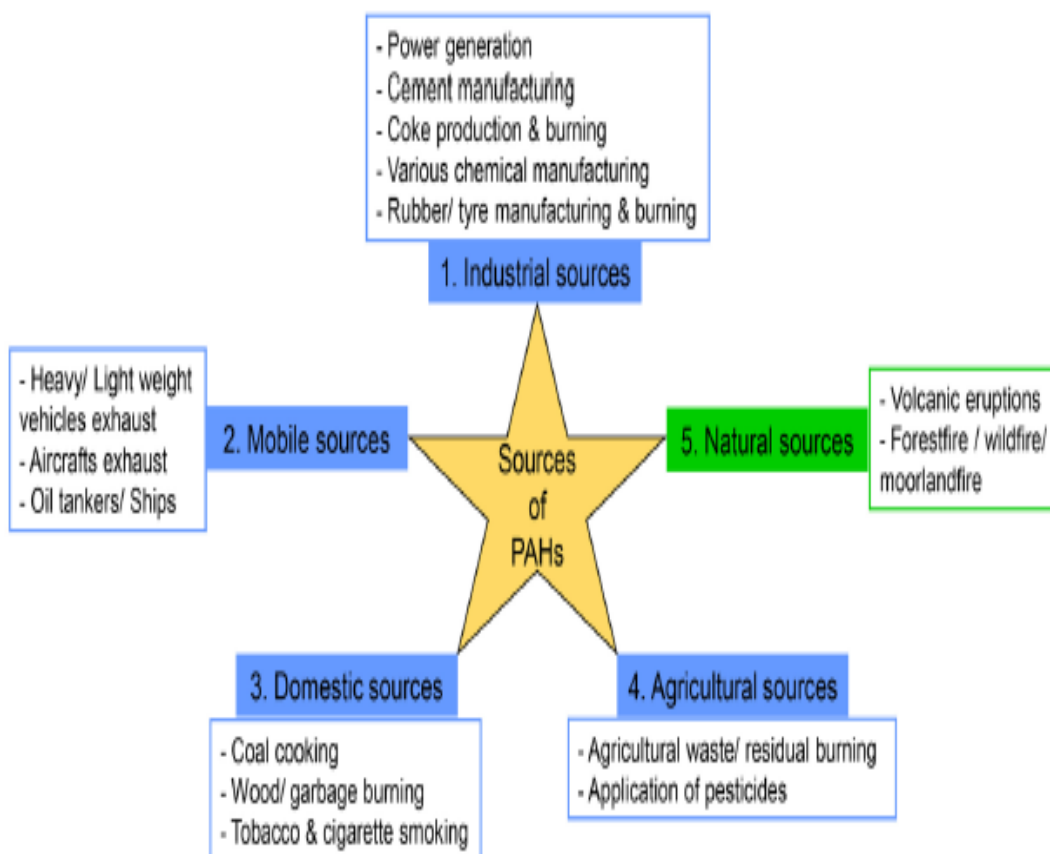 - Power generation
- Cement manufacturing
- Coke production & burning
- Various chemical manufacturing
- Rubber/ tyre manufacturing & burning
1. Industrial sources
- Heavy/ Light weight
vehicles exhaust
- Aircrafts exhaust
- Oil tankers/ Ships
2. Mobile sources
Sources
of
PAHs
5. Natural sources
- Volcanic eruptions
- Forestfire / wildfire/
moorlandfire
3. Domestic sources
- Coal cooking
- Wood/ garbage burning
- Tobacco & cigarette smoking
4. Agricultural sources
- Agricultural waste/ residual burning
- Application of pesticides